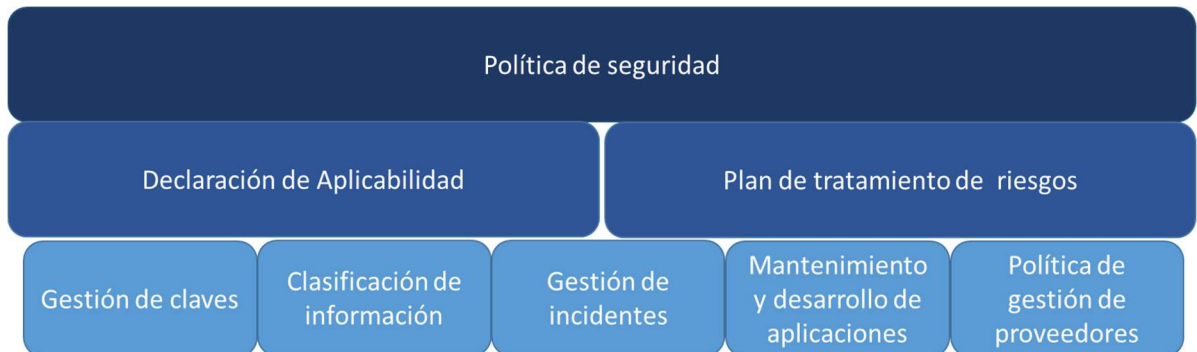 Política de seguridad
Declaración de Aplicabilidad
Plan de tratamiento de riesgos
Gestión de claves
Clasificación de
información
Gestión de
incidentes
Mantenimiento
y desarrollo de
aplicaciones
Política de
gestión de
proveedores